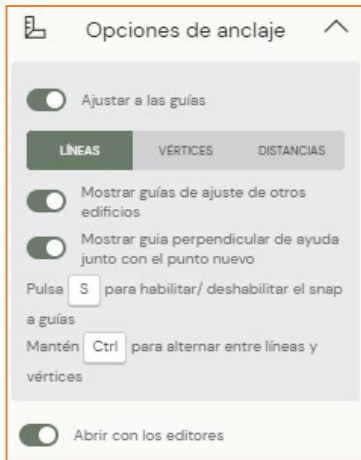 Opciones de anclaje
Ajustar a las guías
LÍNEAS VÉRTICES DISTANCIAS
Mostrar guías de ajuste de otros
edificios
Mostrar guia perpendicular de ayuda
junto con el punto nuevo
Pulsa S para habilitar/ deshabilitar el snap
a guías
Mantén Ctrl para alternar entre líneas y
vértices
Abrir con los editores